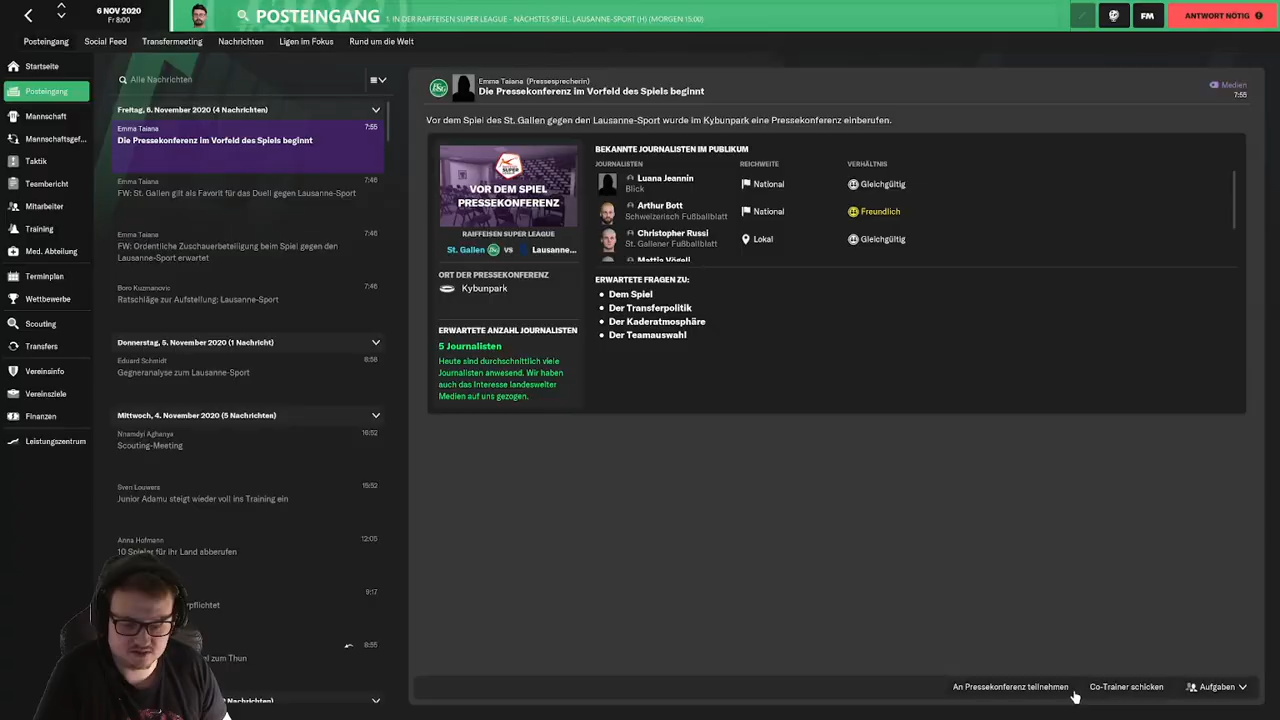 6 NOV 2020
Fr 8:00
POSTEINGANG
1. IN DER RAIFFEISEN SUPER LEAGUE - NÄCHSTES SPIEL, LAUSANNE-SPORT (H) (MORGEN 15:00)
FM
ANTWORT NÖTIG
Posteingang
Social Feed
Transfermeeting
Nachrichten
Ligen im Fokus
Rund um die Welt
Startseite
Posteingang
Mannschaft
Mannschaftsgef...
Taktik
Teambericht
Mitarbeiter
Training
Med. Abteilung
Terminplan
Wettbewerbe
Scouting
Transfers
Vereinsinfo
Vereinsziele
Finanzen
Leistungszentrum
Alle Nachrichten
Freitag, 6. November 2020 (4 Nachrichten)
Emma Taiana
7:55
Die Pressekonferenz im Vorfeld des Spiels beginnt
Emma Taiana
7:46
FW: St. Gallen gilt als Favorit für das Duell gegen Lausanne-Sport
Emma Taiana
7:46
FW: Ordentliche Zuschauerbeteiligung beim Spiel gegen den
Lausanne-Sport erwartet
Boro Kuzmanovic
7:46
Ratschläge zur Aufstellung: Lausanne-Sport
Donnerstag, 5. November 2020 (1 Nachricht)
Eduard Schmidt
8:58
Gegneranalyse zum Lausanne-Sport
Mittwoch, 4. November 2020 (5 Nachrichten)
Nnamdyi Aghanya
16:52
Scouting-Meeting
Sven Louwers
15:52
Junior Adamu steigt wieder voll ins Training ein
Anna Hofmann
12:05
10 Spieler für ihr Land abberufen
9:17
rpflichtet
8:55
el zum Thun
Nachrichten)
Emma Taiana (Pressesprecherin)
Die Pressekonferenz im Vorfeld des Spiels beginnt
Medien
7:55
Vor dem Spiel des St. Gallen gegen den Lausanne-Sport wurde im Kybunpark eine Pressekonferenz einberufen.
VOR DEM SPIEL
PRESSEKONFERENZ
RAIFFEISEN SUPER LEAGUE
St. Gallen VS Lausanne...
ORT DER PRESSEKONFERENZ
Kybunpark
ERWARTETE ANZAHL JOURNALISTEN
5 Journalisten
Heute sind durchschnittlich viele
Journalisten anwesend. Wir haben
auch das Interesse landesweiter
Medien auf uns gezogen.
BEKANNTE JOURNALISTEN IM PUBLIKUM
JOURNALISTEN REICHWEITE VERHÄLTNIS
Luana Jeannin
Blick
National
Gleichgültig
Arthur Bott
Schweizerisch Fußballblatt
National
Freundlich
Christopher Russi
St. Gallener Fußballblatt
Lokal
Gleichgültig
Mattia Vögeli
ERWARTETE FRAGEN ZU:
• Dem Spiel
• Der Transferpolitik
• Der Kaderatmosphäre
• Der Teamauswahl
An Pressekonferenz teilnehmen
Co-Trainer schicken
Aufgaben